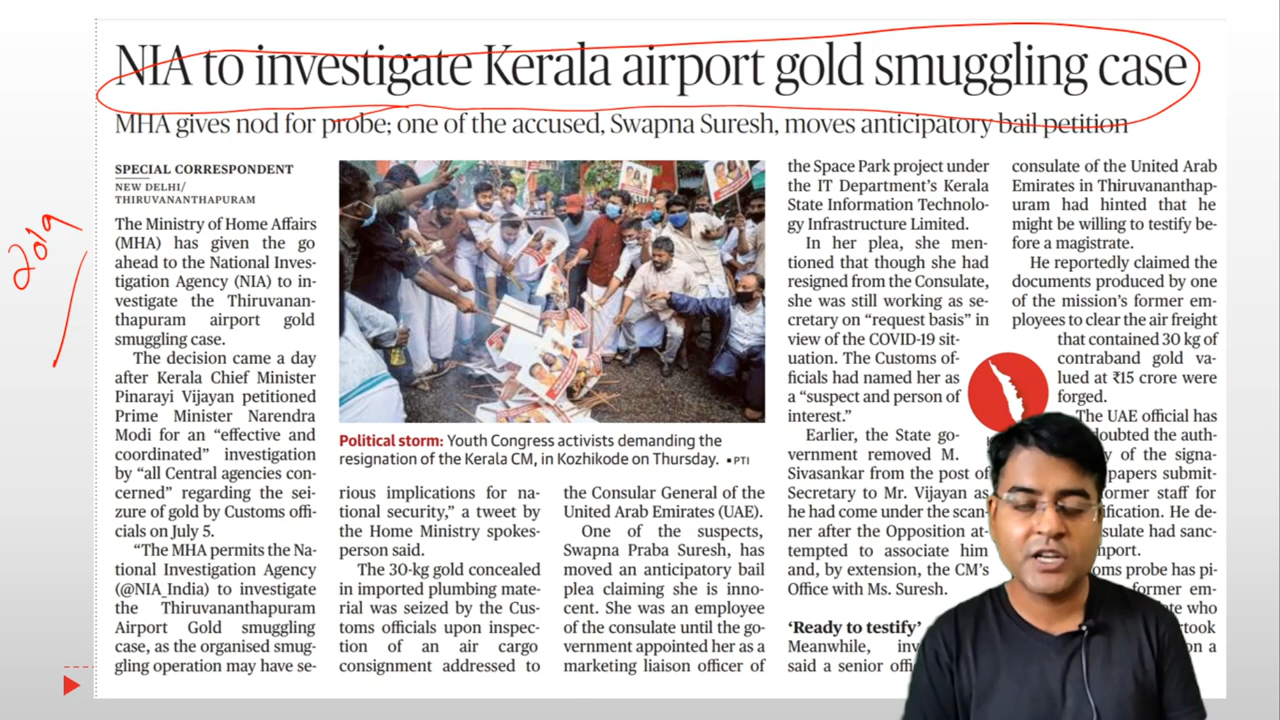 NIA to investigate Kerala airport gold smuggling case
MHA gives nod for probe; one of the accused, Swapna Suresh, moves anticipatory bail petition
2019
SPECIAL CORRESPONDENT
NEW DELHI/
THIRUVANANTHAPURAM
The Ministry of Home Affairs
(MHA) has given the go
ahead to the National Inves-
tigation Agency (NIA) to in-
vestigate the Thiruvanan-
thapuram airport gold
smuggling case.
The decision came a day
after Kerala Chief Minister
Pinarayi Vijayan petitioned
Prime Minister Narendra
Modi for an “effective and
coordinated” investigation
by “all Central agencies con-
cerned” regarding the sei-
zure of gold by Customs offi-
cials on July 5.
“The MHA permits the Na-
tional Investigation Agency
(@NIA_India) to investigate
the Thiruvananthapuram
Airport Gold smuggling
case, as the organised smug-
gling operation may have se-
Political storm: Youth Congress activists demanding the
resignation of the Kerala CM, in Kozhikode on Thursday. ▪ PTI
rious implications for na-
tional security,” a tweet by
the Home Ministry spokes-
person said.
The 30-kg gold concealed
in imported plumbing mate-
rial was seized by the Cus-
toms officials upon inspec-
tion of an air cargo
consignment addressed to
the Consular General of the
United Arab Emirates (UAE).
One of the suspects,
Swapna Praba Suresh, has
moved an anticipatory bail
plea claiming she is inno-
cent. She was an employee
of the consulate until the go-
vernment appointed her as a
marketing liaison officer of
the Space Park project under
the IT Department’s Kerala
State Information Technolo-
gy Infrastructure Limited.
In her plea, she men-
tioned that though she had
resigned from the Consulate,
she was still working as se-
cretary on “request basis” in
view of the COVID-19 sit-
uation. The Customs of-
ficials had named her as
a “suspect and person of
interest.”
Earlier, the State go-
vernment removed M.
Sivasankar from the post of
Secretary to Mr. Vijayan as
he had come under the scan-
ner after the Opposition at-
tempted to associate him
and, by extension, the CM’s
Office with Ms. Suresh.
‘Ready to testify’
Meanwhile, inv
said a senior offi
consulate of the United Arab
Emirates in Thiruvananthap-
uram had hinted that he
might be willing to testify be-
fore a magistrate.
He reportedly claimed the
documents produced by one
of the mission’s former em-
ployees to clear the air freight
that contained 30 kg of
contraband gold va-
lued at ₹15 crore were
forged.
The UAE official has
doubted the auth-
y of the signa-
papers submit-
ormer staff for
ification. He de-
sulate had sanc-
mport.
oms probe has pi-
former em-
te who
rtook
on a